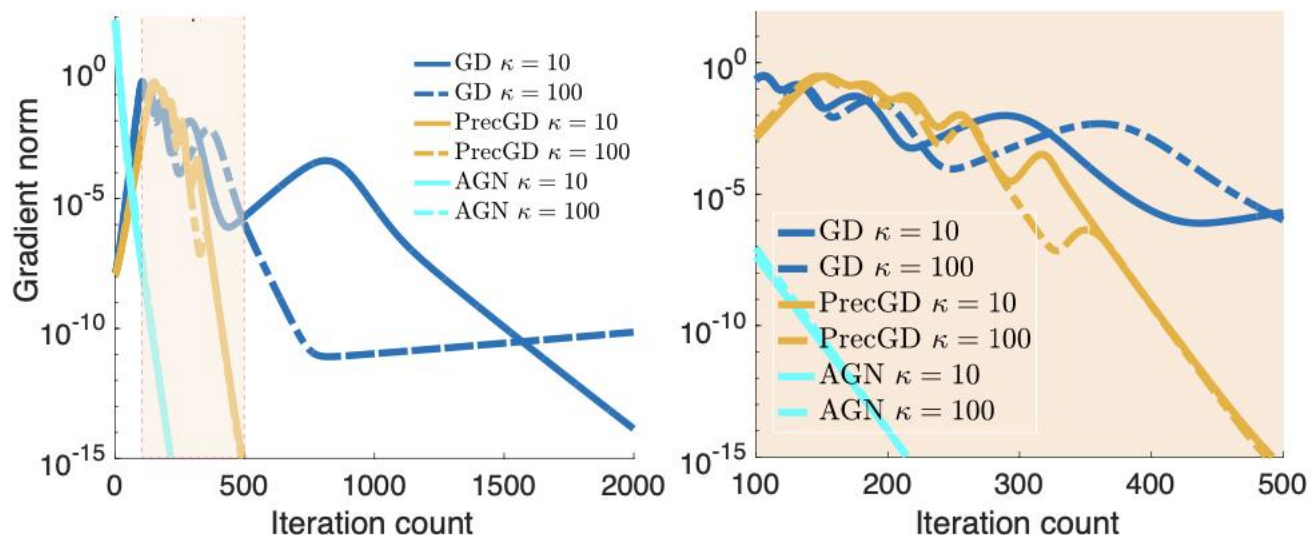 Gradient norm
10^0
10^-5
10^-10
10^-15
0
500
1000
1500
2000
Iteration count
GD κ = 10
GD κ = 100
PrecGD κ = 10
PrecGD κ = 100
AGN κ = 10
AGN κ = 100
10^0
10^-5
10^-10
10^-15
100
200
300
400
500
Iteration count
GD κ = 10
GD κ = 100
PrecGD κ = 10
PrecGD κ = 100
AGN κ = 10
AGN κ = 100